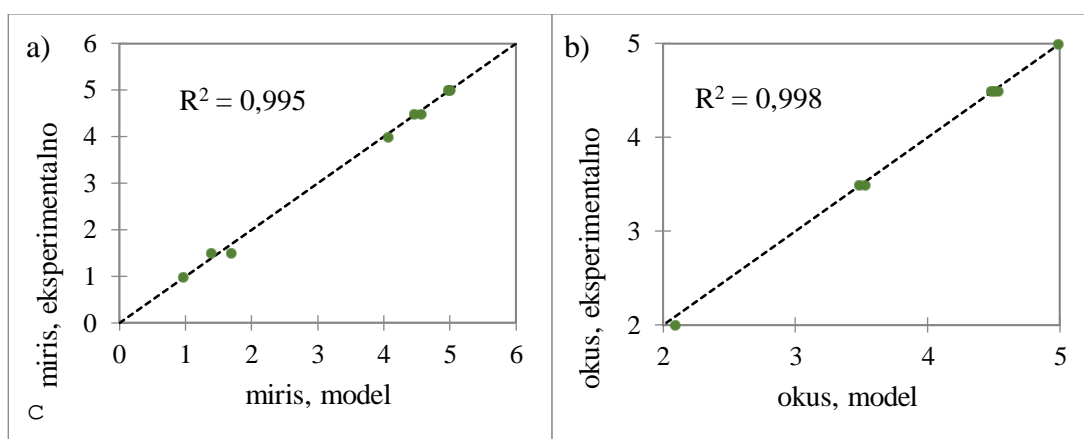 a)
R² = 0,995
miris, eksperimentalno
6
5
4
3
2
1
0
0 1 2 3 4 5 6
miris, model
C
b)
R² = 0,998
okus, eksperimentalno
5
4
3
2
2 3 4 5
okus, model